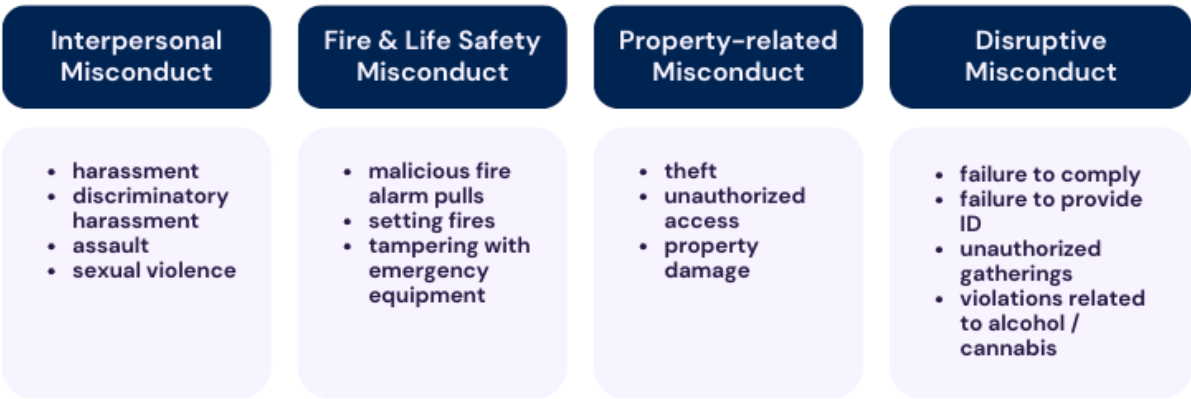 Interpersonal
Misconduct
• harassment
• discriminatory
harassment
• assault
• sexual violence
Fire & Life Safety
Misconduct
• malicious fire
alarm pulls
• setting fires
• tampering with
emergency
equipment
Property-related
Misconduct
• theft
• unauthorized
access
• property
damage
Disruptive
Misconduct
• failure to comply
• failure to provide
ID
• unauthorized
gatherings
• violations related
to alcohol /
cannabis